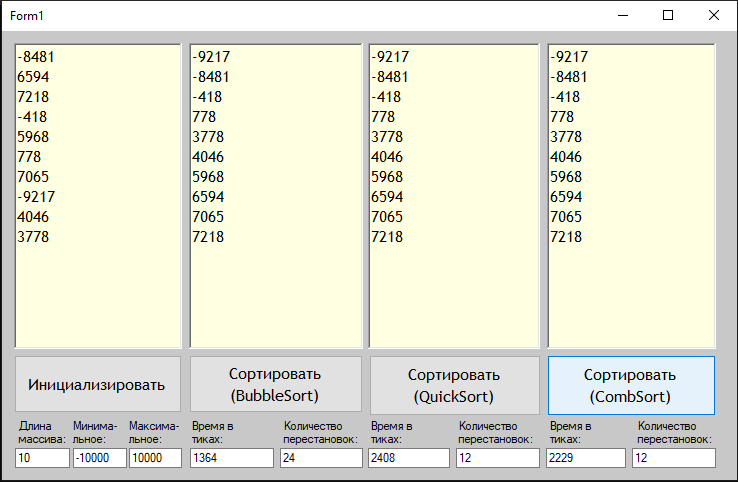 Form1
-8481
6594
7218
-418
5968
778
7065
-9217
4046
3778
-9217
-8481
-418
778
3778
4046
5968
6594
7065
7218
-9217
-8481
-418
778
3778
4046
5968
6594
7065
7218
-9217
-8481
-418
778
3778
4046
5968
6594
7065
7218
Инициализировать
Сортировать
(BubbleSort)
Сортировать
(QuickSort)
Сортировать
(CombSort)
Длина
массива:
10
Минима-
льное:
-10000
Максима-
льное:
10000
Время в
тиках:
1364
Количество
перестановок:
24
Время в
тиках:
2408
Количество
перестановок:
12
Время в
тиках:
2229
Количество
перестановок:
12